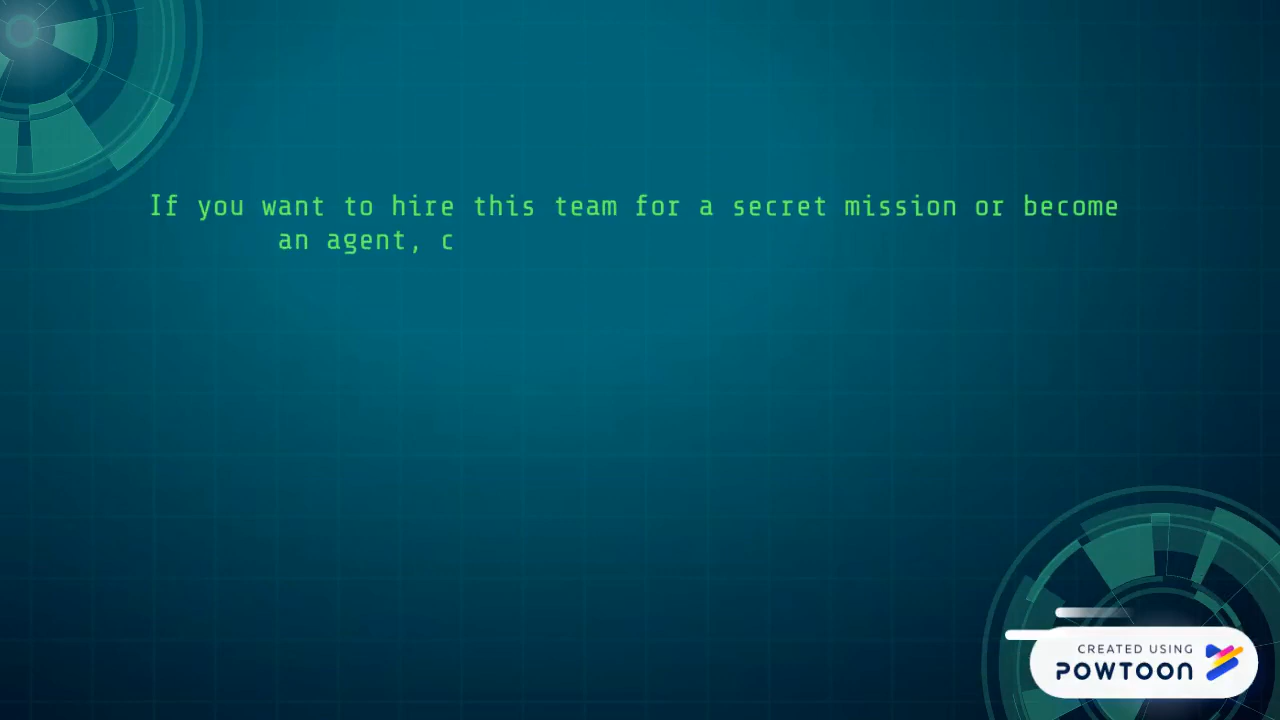 If you want to hire this team for a secret mission or become
an agent, c
CREATED USING
POWTOON